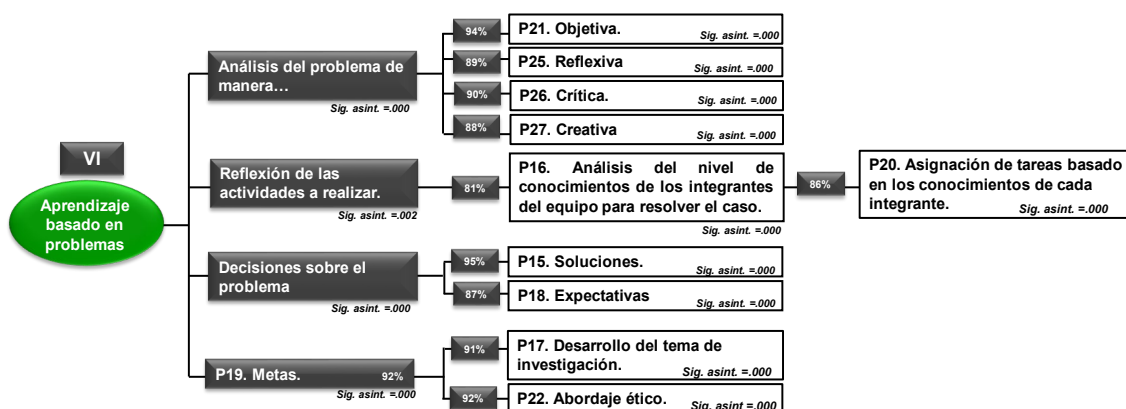 VI
Aprendizaje
basado en
problemas
Análisis del problema de
manera…
Sig. asint. =.000
94%
P21. Objetiva.
Sig. asint. =.000
89%
P25. Reflexiva
Sig. asint. =.000
90%
P26. Crítica.
Sig. asint. =.000
88%
P27. Creativa
Sig. asint. =.000
Reflexión de las
actividades a realizar.
Sig. asint. =.002
81%
P16. Análisis del nivel de
conocimientos de los integrantes
del equipo para resolver el caso.
Sig. asint. =.000
86%
P20. Asignación de tareas basado
en los conocimientos de cada
integrante. Sig. asint. =.000
Decisiones sobre el
problema
Sig. asint. =.000
95%
P15. Soluciones.
Sig. asint. =.000
87%
P18. Expectativas
Sig. asint. =.000
P19. Metas. 92%
Sig. asint. =.000
91%
P17. Desarrollo del tema de
investigación. Sig. asint. =.000
92%
P22. Abordaje ético. Sig. asint. =.000